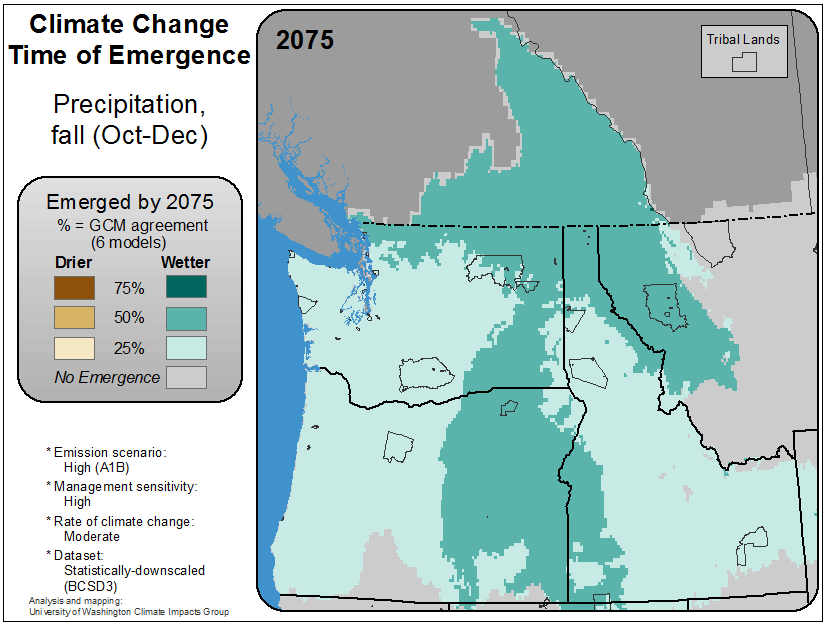 Climate Change
Time of Emergence
Precipitation,
fall (Oct-Dec)
Emerged by 2075
% = GCM agreement
(6 models)
Drier Wetter
75%
50%
25%
No Emergence
* Emission scenario:
High (A1B)
* Management sensitivity:
High
* Rate of climate change:
Moderate
* Dataset:
Statistically-downscaled
(BCSD3)
Analysis and mapping:
University of Washington Climate Impacts Group
2075
Tribal Lands